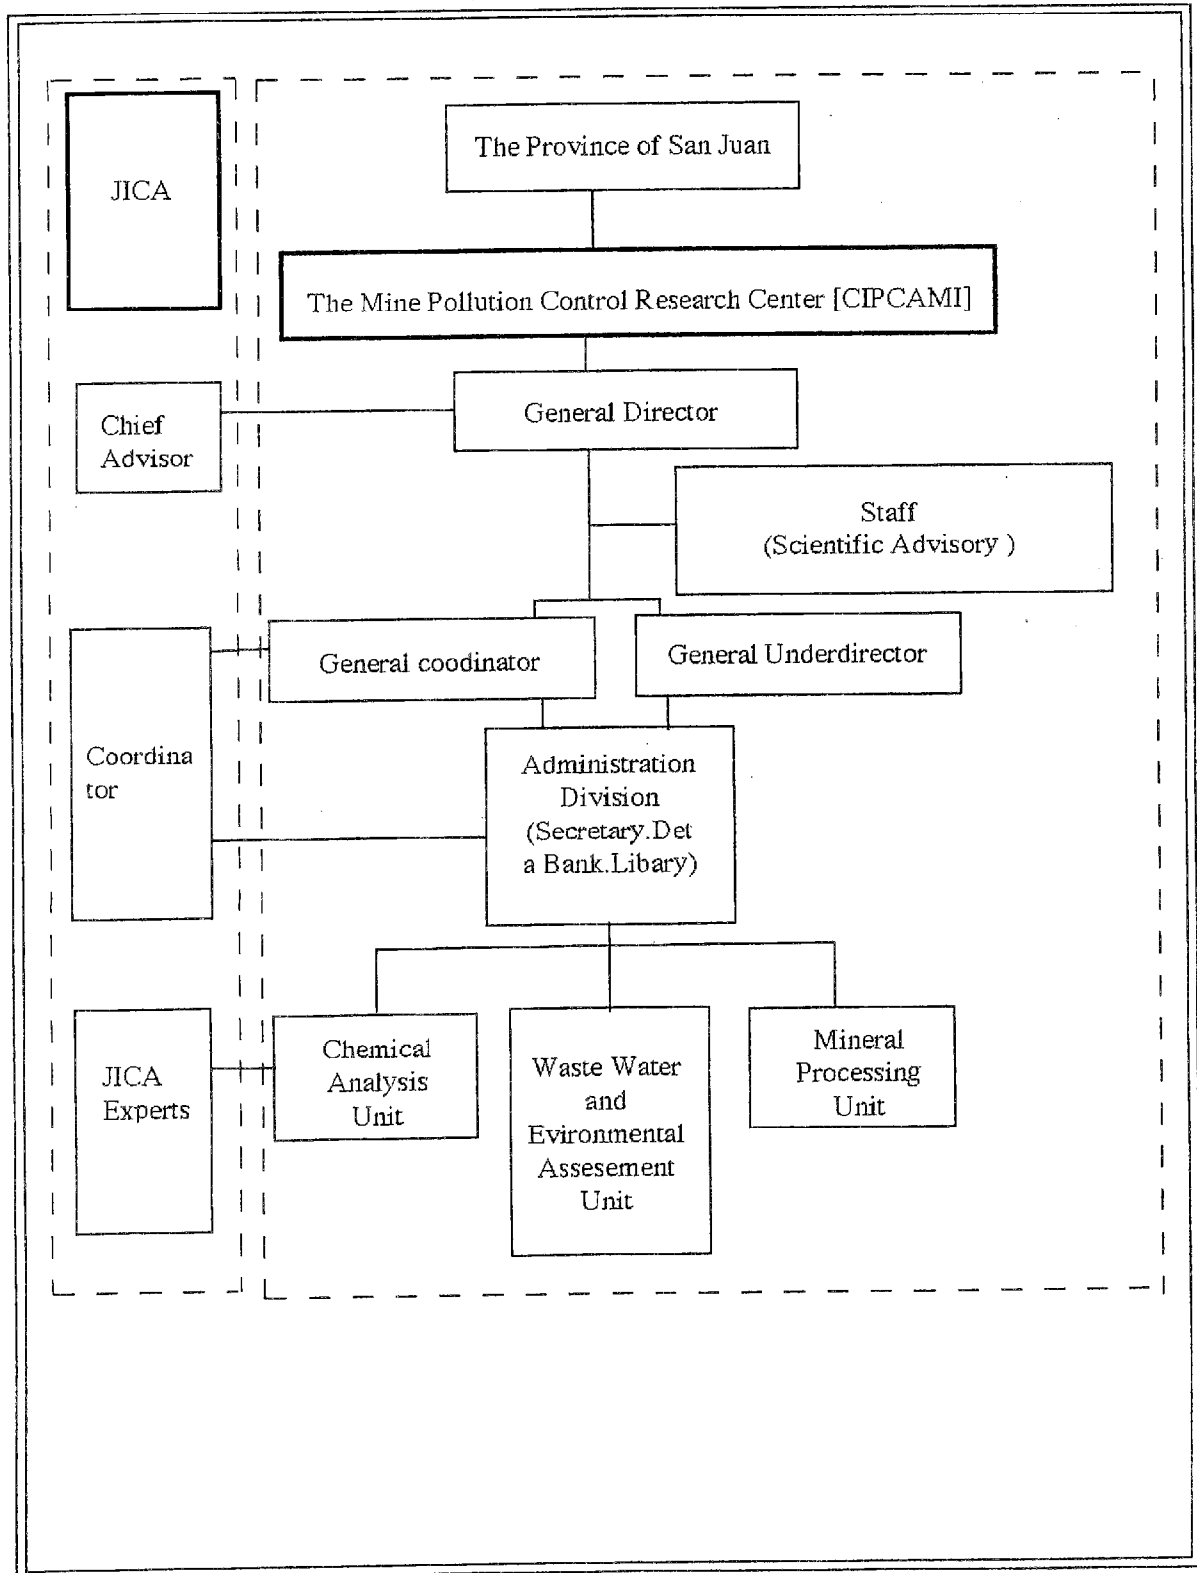 JICA
The Province of San Juan
The Mine Pollution Control Research Center [CIPCAMI]
Chief
Advisor
General Director
Staff
(Scientific Advisory )
Coordina
tor
General coodinator
General Underdirector
Administration
Division
(Secretary.Det
a Bank.Libary)
JICA
Experts
Chemical
Analysis
Unit
Waste Water
and
Evironmental
Assesement
Unit
Mineral
Processing
Unit